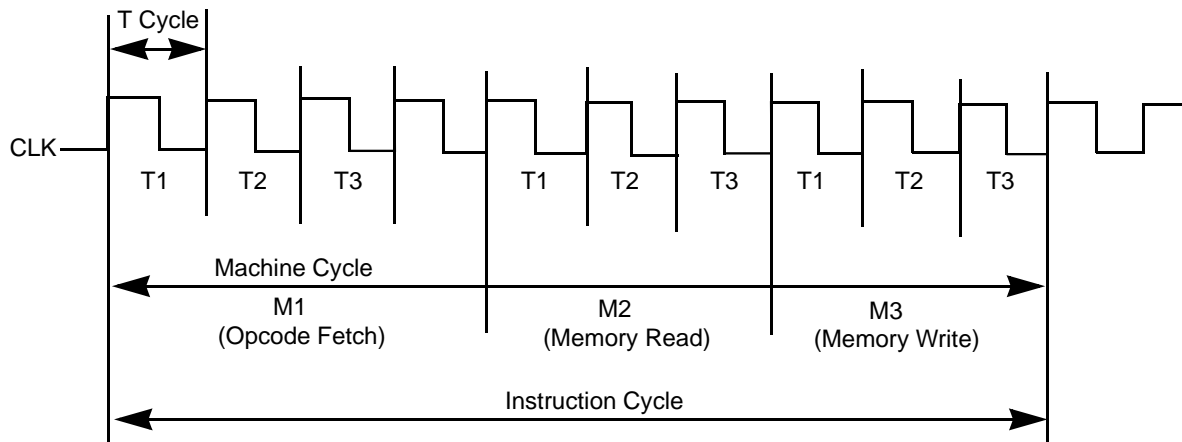 T Cycle
CLK
T1 T2 T3 T1 T2 T3 T1 T2 T3
Machine Cycle
M1 M2 M3
(Opcode Fetch) (Memory Read) (Memory Write)
Instruction Cycle